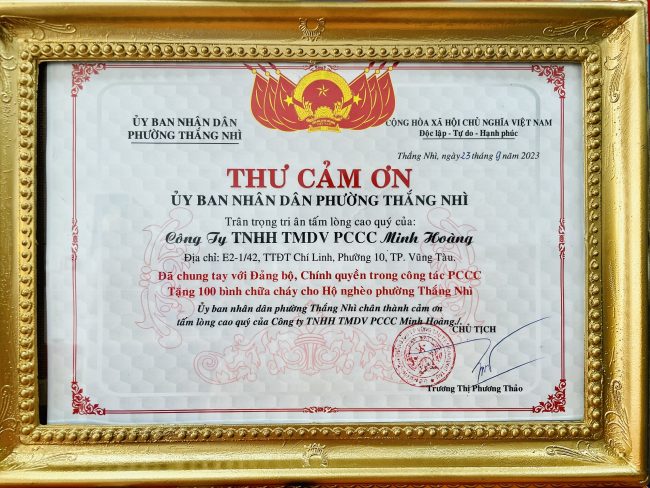 ỦY BAN NHÂN DÂN
PHƯỜNG THẮNG NHÌ
CỘNG HÒA XÃ HỘI CHỦ NGHĨA VIỆT NAM
Độc lập - Tự do - Hạnh phúc
Thắng Nhì, ngày 23 tháng 9 năm 2023
THƯ CẢM ƠN
ỦY BAN NHÂN DÂN PHƯỜNG THẮNG NHÌ
Trân trọng tri ân tấm lòng cao quý của:
Công Ty TNHH TMDV PCCC Minh Hoàng
Địa chỉ: E2-1/42, TTĐT Chí Linh, Phường 10, TP. Vũng Tàu.
Đã chung tay với Đảng bộ, Chính quyền trong công tác PCCC
Tặng 100 bình chữa cháy cho Hộ nghèo phường Thắng Nhì
Ủy ban nhân dân phường Thắng Nhì chân thành cảm ơn
tấm lòng cao quý của Công ty TNHH TMDV PCCC Minh Hoàng./.
CHỦ TỊCH
Trương Thị Phương Thảo